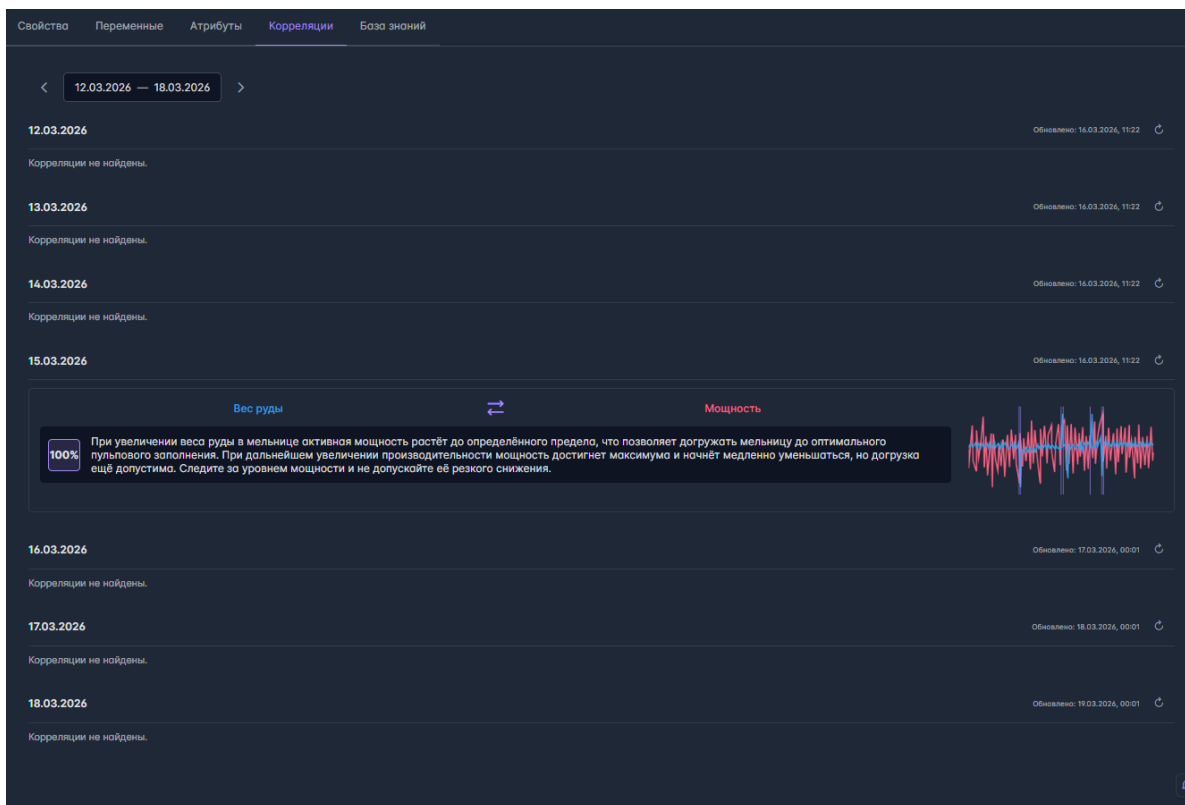 Свойства Переменные Атрибуты Корреляции База знаний
12.03.2026 — 18.03.2026
12.03.2026 Обновлено: 16.03.2026, 11:22
Корреляции не найдены.
13.03.2026 Обновлено: 16.03.2026, 11:22
Корреляции не найдены.
14.03.2026 Обновлено: 16.03.2026, 11:22
Корреляции не найдены.
15.03.2026 Обновлено: 16.03.2026, 11:22
Вес руды Мощность
100%
При увеличении веса руды в мельнице активная мощность растёт до определённого предела, что позволяет догружать мельницу до оптимального
пульпового заполнения. При дальнейшем увеличении производительности мощность достигнет максимума и начнёт медленно уменьшаться, но догрузка
ещё допустима. Следите за уровнем мощности и не допускайте её резкого снижения.
16.03.2026 Обновлено: 17.03.2026, 00:01
Корреляции не найдены.
17.03.2026 Обновлено: 18.03.2026, 00:01
Корреляции не найдены.
18.03.2026 Обновлено: 19.03.2026, 00:01
Корреляции не найдены.